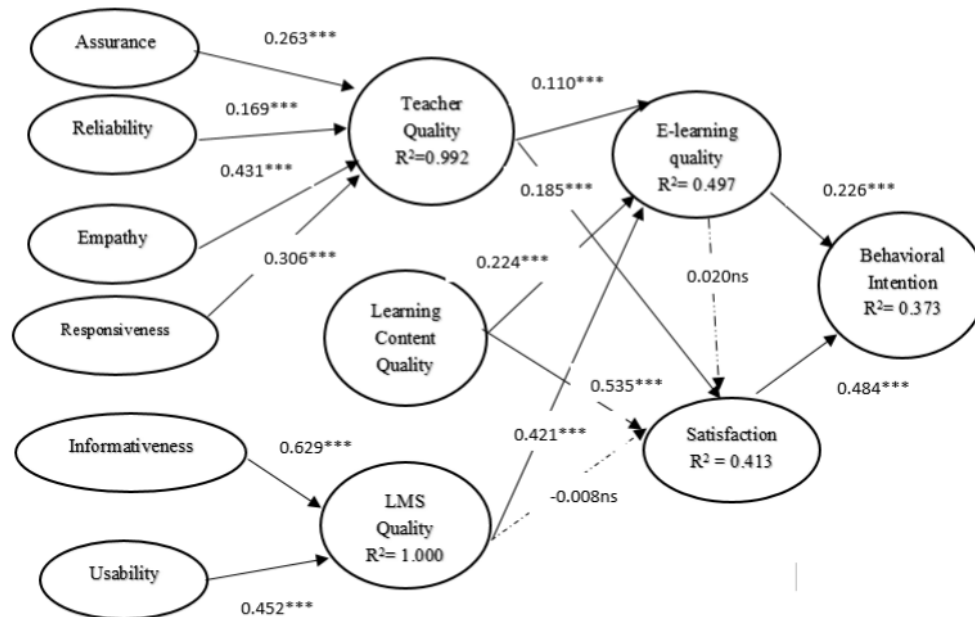 Assurance
0.263***
Reliability
0.169***
Teacher
Quality
R²=0.992
0.110***
E-learning
quality
R²= 0.497
0.431***
0.185***
0.226***
Empathy
0.306***
0.224***
0.020ns
Behavioral
Intention
R²= 0.373
Responsiveness
Learning
Content
Quality
0.535***
0.484***
Informativeness
0.629***
0.421***
Satisfaction
R² = 0.413
-0.008ns
LMS
Quality
R²= 1.000
Usability
0.452***